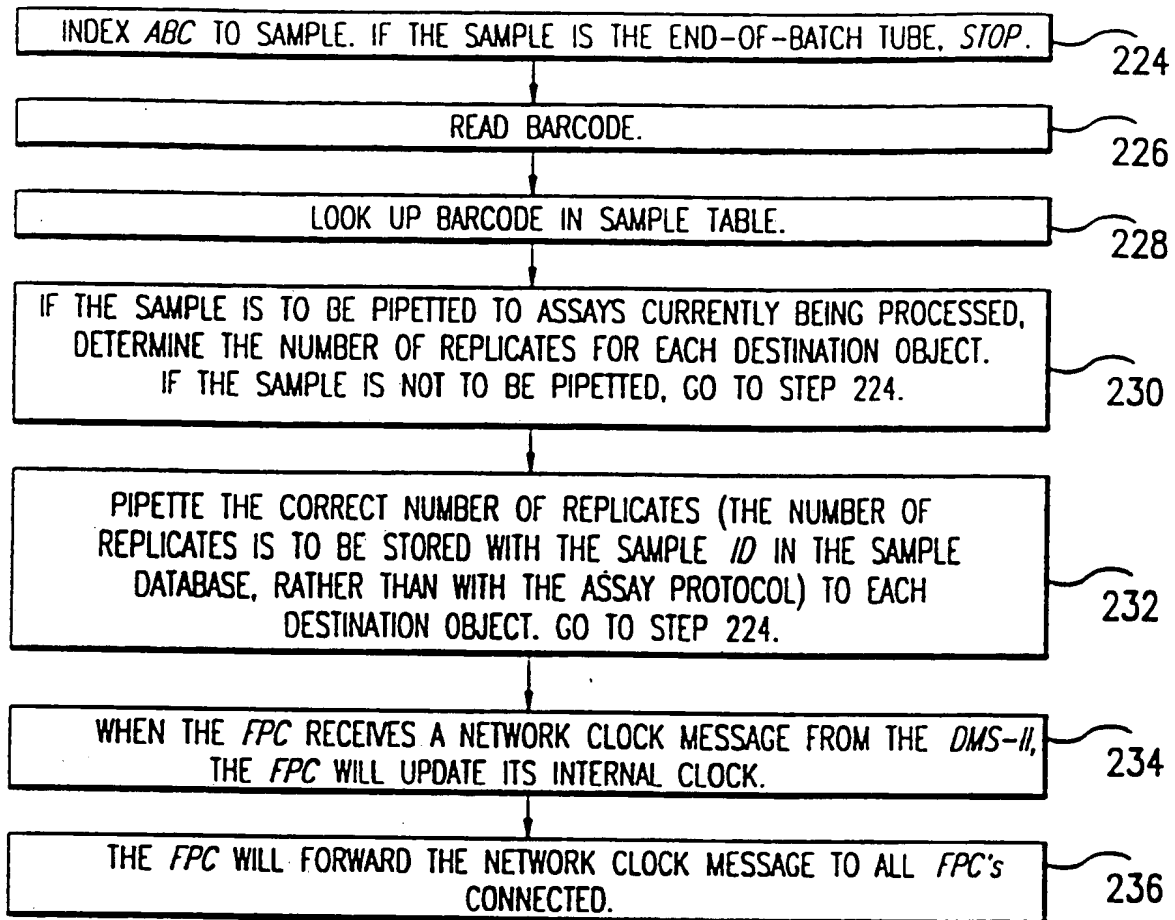 INDEX ABC TO SAMPLE. IF THE SAMPLE IS THE END-OF-BATCH TUBE, STOP.
224
READ BARCODE.
226
LOOK UP BARCODE IN SAMPLE TABLE.
228
IF THE SAMPLE IS TO BE PIPETTED TO ASSAYS CURRENTLY BEING PROCESSED,
DETERMINE THE NUMBER OF REPLICATES FOR EACH DESTINATION OBJECT.
IF THE SAMPLE IS NOT TO BE PIPETTED, GO TO STEP 224.
230
PIPETTE THE CORRECT NUMBER OF REPLICATES (THE NUMBER OF
REPLICATES IS TO BE STORED WITH THE SAMPLE ID IN THE SAMPLE
DATABASE, RATHER THAN WITH THE ASSAY PROTOCOL) TO EACH
DESTINATION OBJECT. GO TO STEP 224.
232
WHEN THE FPC RECEIVES A NETWORK CLOCK MESSAGE FROM THE DMS-II,
THE FPC WILL UPDATE ITS INTERNAL CLOCK.
234
THE FPC WILL FORWARD THE NETWORK CLOCK MESSAGE TO ALL FPC's
CONNECTED.
236